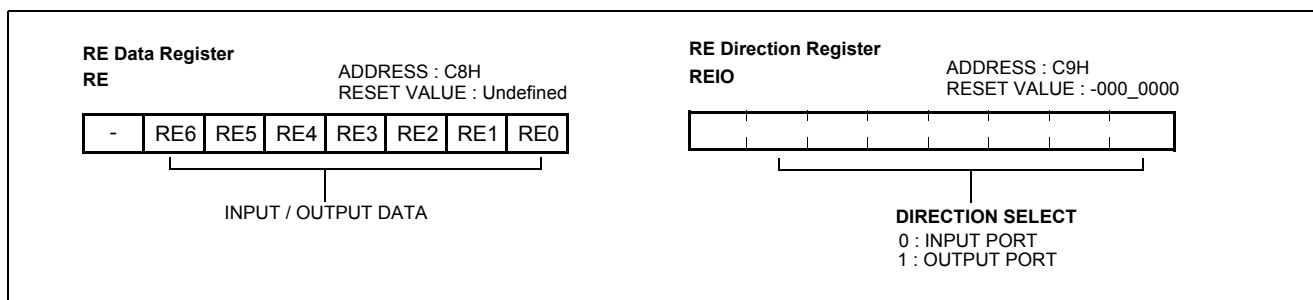 RE Data Register
RE
ADDRESS : C8H
RESET VALUE : Undefined
- RE6 RE5 RE4 RE3 RE2 RE1 RE0
INPUT / OUTPUT DATA
RE Direction Register
REIO
ADDRESS : C9H
RESET VALUE : -000_0000
DIRECTION SELECT
0 : INPUT PORT
1 : OUTPUT PORT